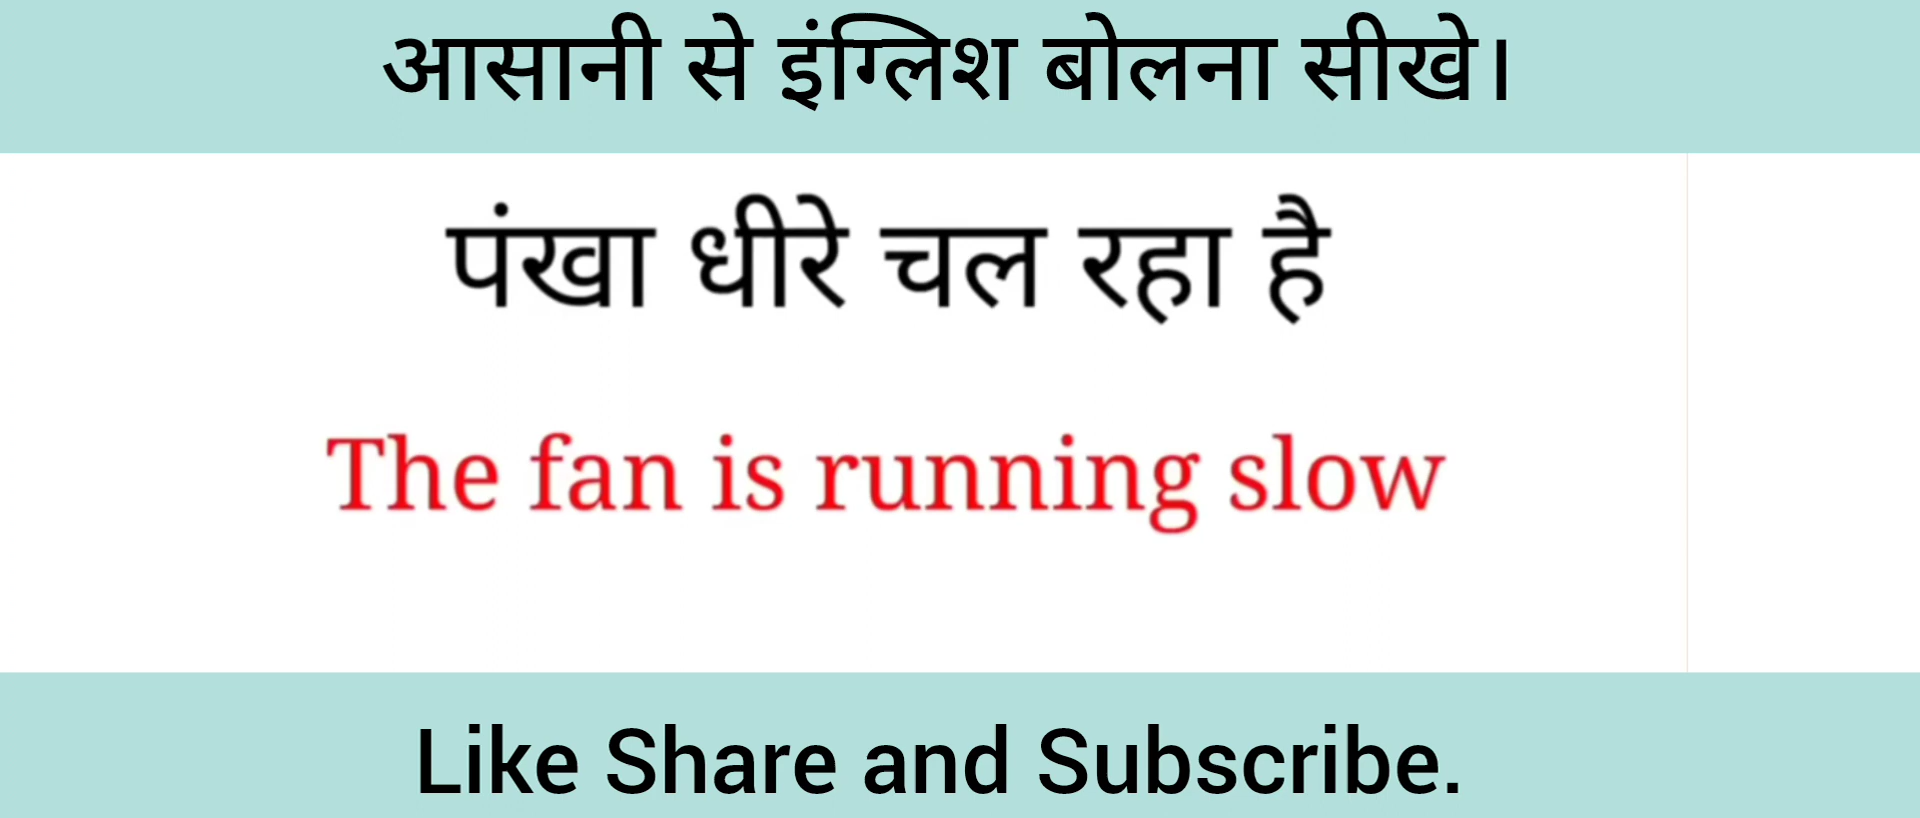 आसानी से इंग्लिश बोलना सीखे।
पंखा धीरे चल रहा है
The fan is running slow
Like Share and Subscribe.